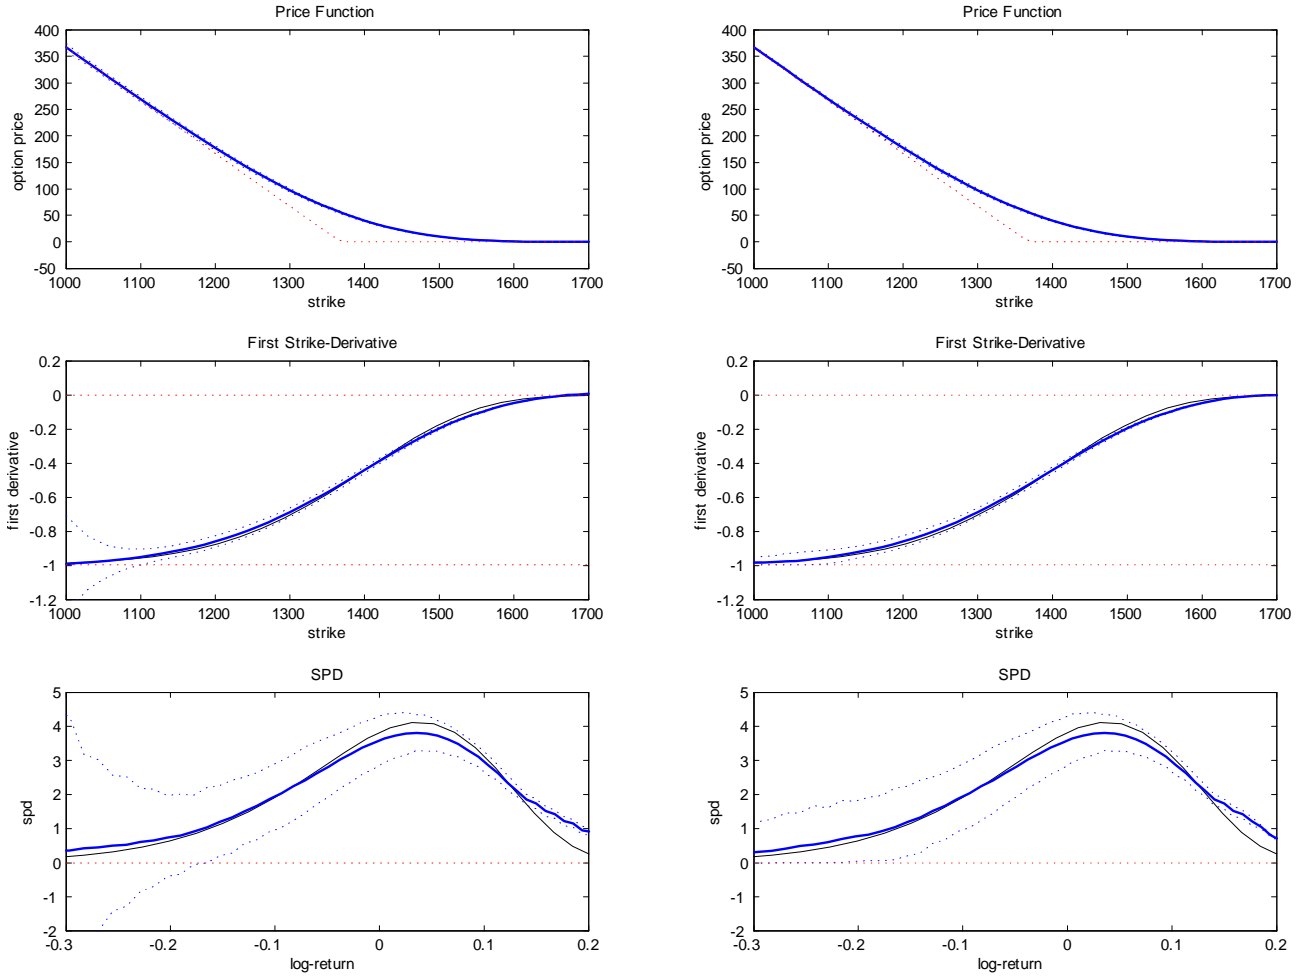 Price Function
Price Function
400
350
300
250
200
150
100
50
0
-50
option price
1000 1100 1200 1300 1400 1500 1600 1700
strike
400
350
300
250
200
150
100
50
0
-50
option price
1000 1100 1200 1300 1400 1500 1600 1700
strike
First Strike-Derivative
First Strike-Derivative
0.2
0
-0.2
-0.4
-0.6
-0.8
-1
-1.2
first derivative
1000 1100 1200 1300 1400 1500 1600 1700
strike
0.2
0
-0.2
-0.4
-0.6
-0.8
-1
-1.2
first derivative
1000 1100 1200 1300 1400 1500 1600 1700
strike
SPD
SPD
5
4
3
2
1
0
-1
-2
spd
-0.3 -0.2 -0.1 0 0.1 0.2
log-return
5
4
3
2
1
0
-1
-2
spd
-0.3 -0.2 -0.1 0 0.1 0.2
log-return